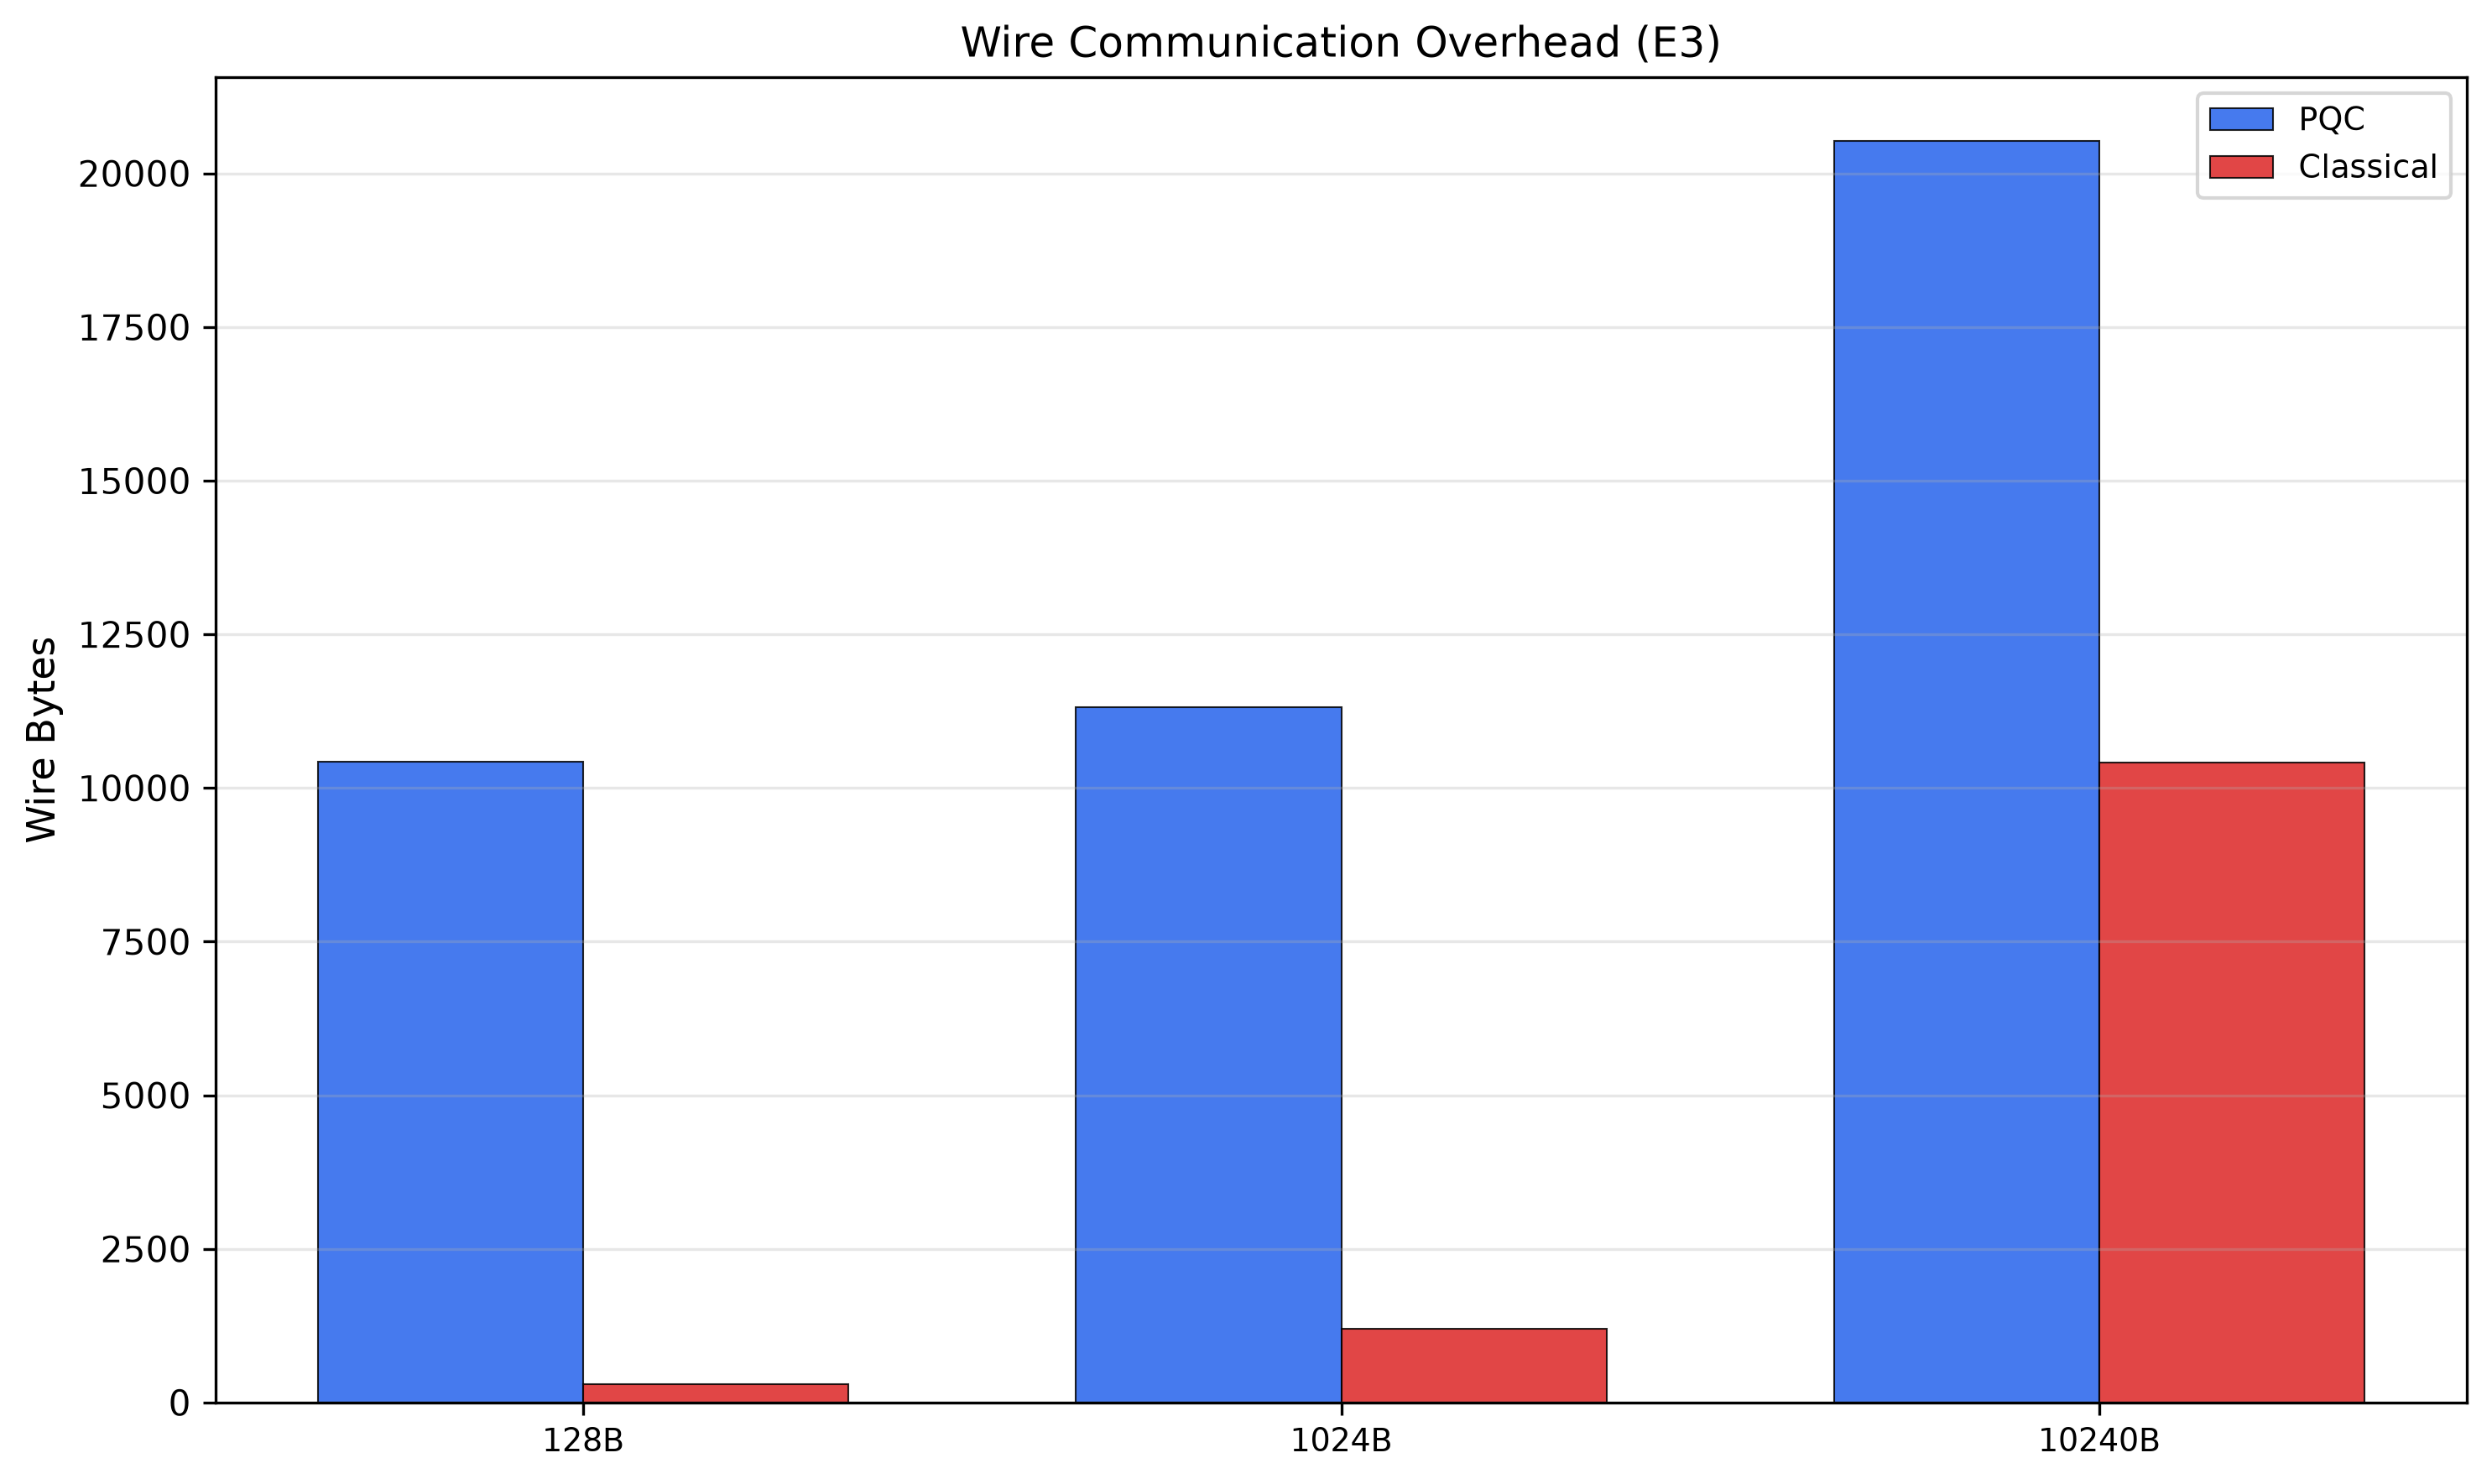 Wire Communication Overhead (E3)
PQC
Classical
Wire Bytes
20000
17500
15000
12500
10000
7500
5000
2500
0
128B
1024B
10240B